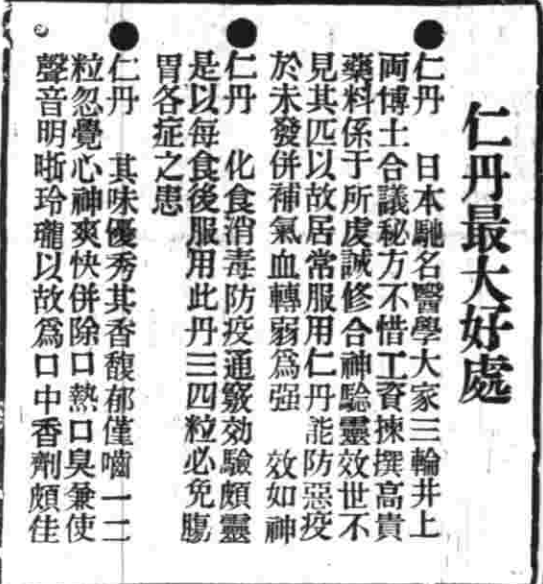 仁丹最大好處
●仁丹 日本馳名醫學大家三輪井上
兩博士合議秘方不惜工資揀撰高貴
藥料係于所虔誠修合神驗靈效世不
見其匹以故居常服用仁丹能防惡疫
於未發併補氣血轉弱爲强 效如神
●仁丹 化食消毒防疫通竅効驗頗靈
是以每食後服用此丹三四粒必免腸
胃各症之患
●仁丹 其味優秀其香馥郁僅嚙一二
粒忽覺心神爽快併除口熱口臭兼使
聲音明晣玲瓏以故爲口中香劑頗佳